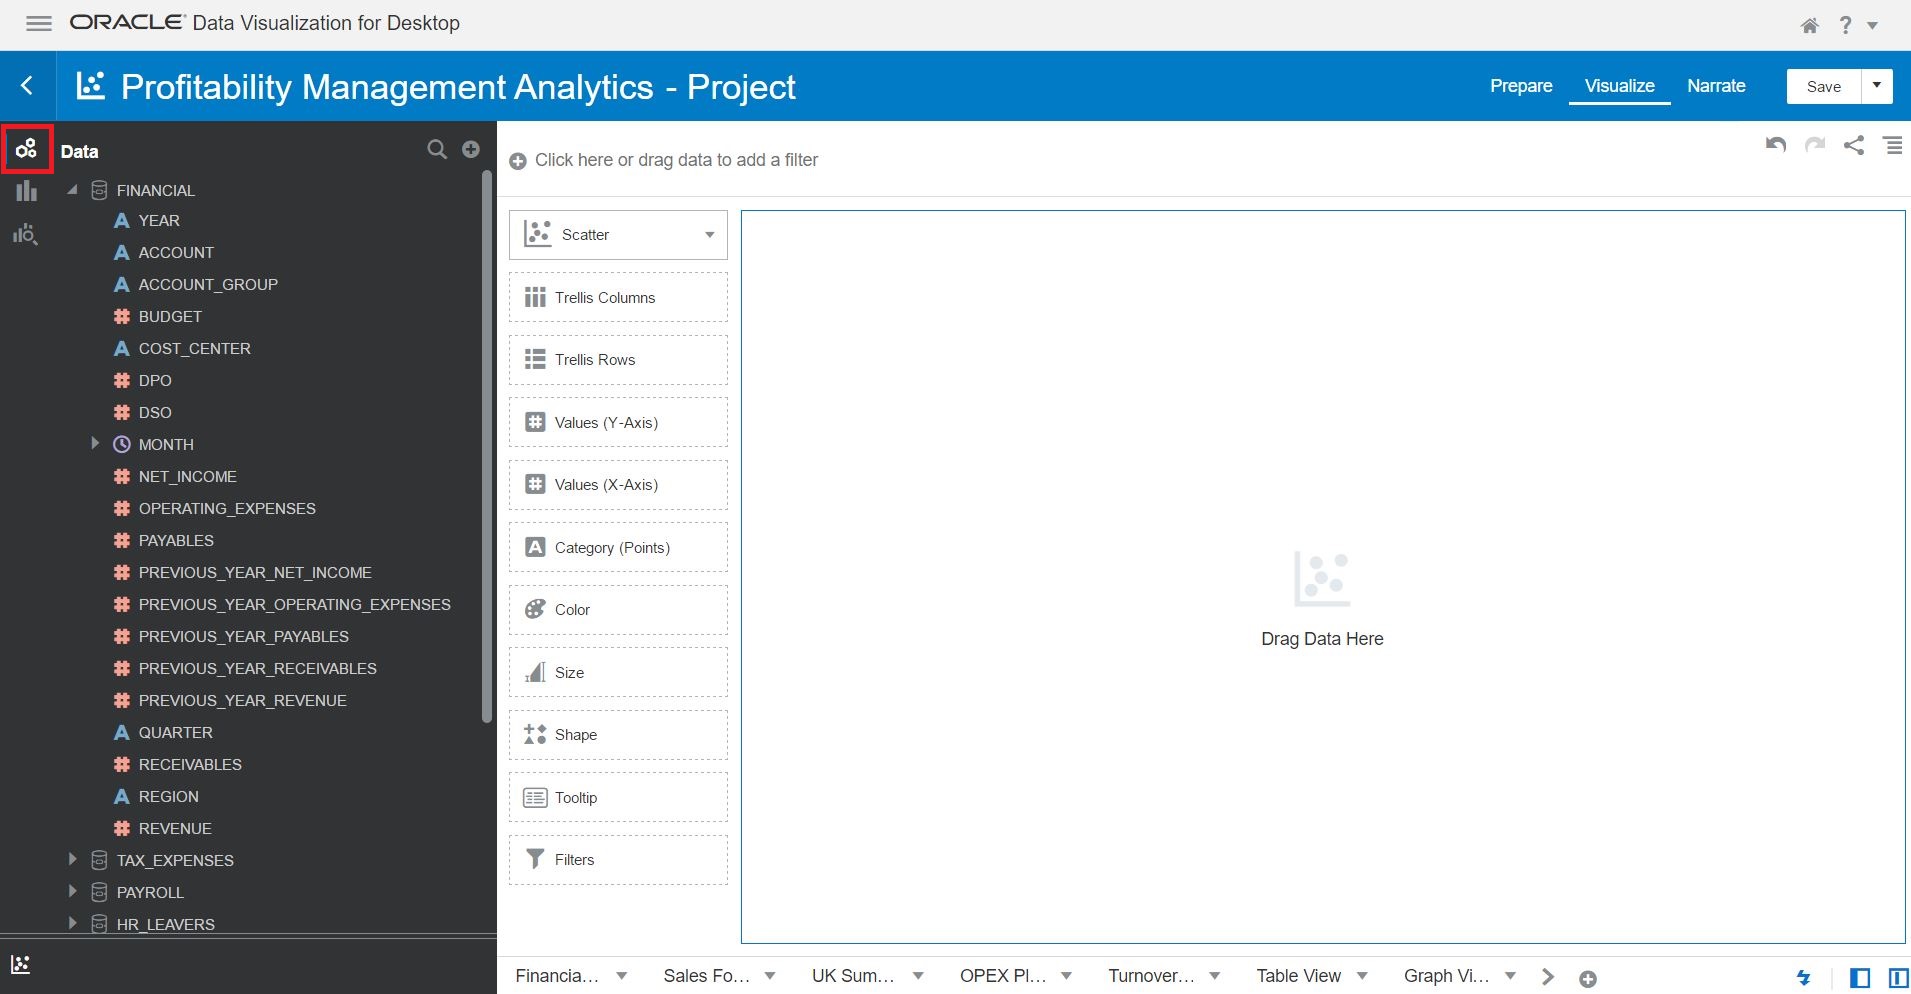 ORACLE Data Visualization for Desktop
?
Profitability Management Analytics - Project
Prepare
Visualize
Narrate
Save
Data
FINANCIAL
A YEAR
A ACCOUNT
A ACCOUNT_GROUP
# BUDGET
A COST_CENTER
# DPO
# DSO
MONTH
# NET_INCOME
# OPERATING_EXPENSES
# PAYABLES
# PREVIOUS_YEAR_NET_INCOME
# PREVIOUS_YEAR_OPERATING_EXPENSES
# PREVIOUS_YEAR_PAYABLES
# PREVIOUS_YEAR_RECEIVABLES
# PREVIOUS_YEAR_REVENUE
A QUARTER
# RECEIVABLES
A REGION
# REVENUE
TAX_EXPENSES
PAYROLL
HR_LEAVERS
Click here or drag data to add a filter
Scatter
Trellis Columns
Trellis Rows
# Values (Y-Axis)
# Values (X-Axis)
A Category (Points)
Color
Size
Shape
Tooltip
Filters
Drag Data Here
Financia...
Sales Fo...
UK Sum...
OPEX Pl...
Turnover...
Table View
Graph Vi...